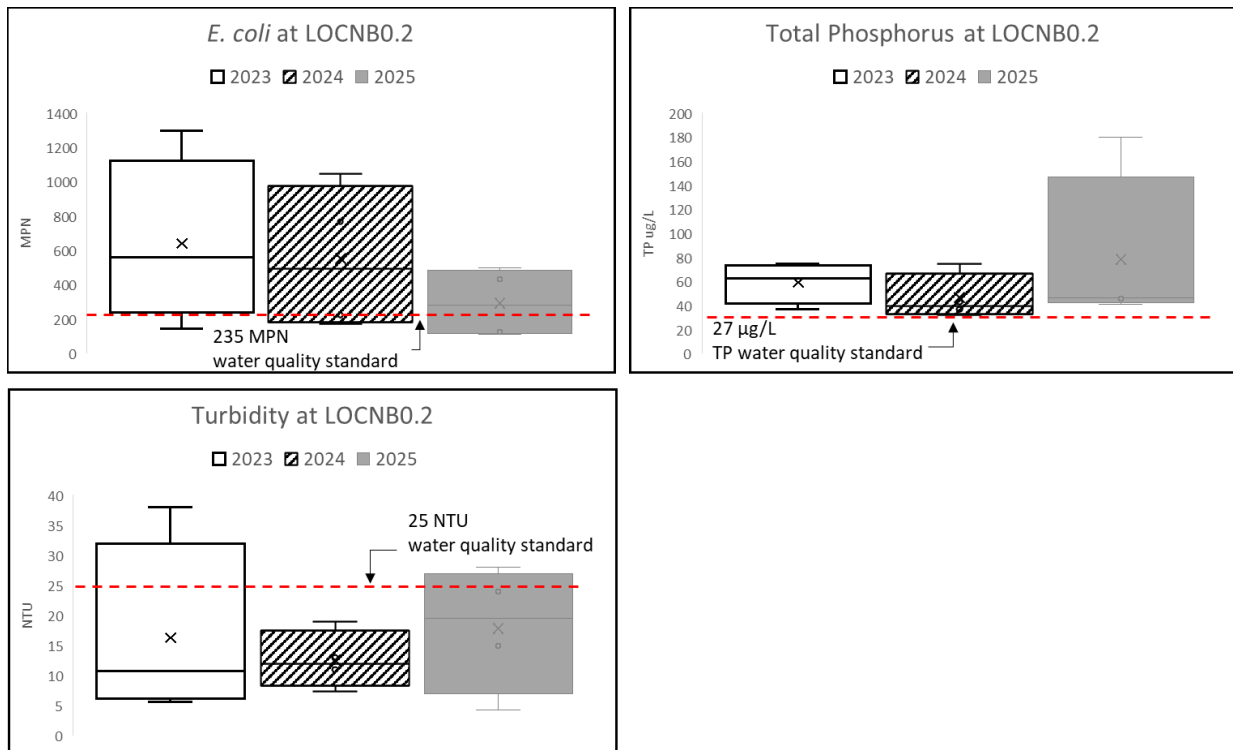 E. coli at LOCNB0.2
2023 2024 2025
1400
1200
1000
800
600
400
200
0
MPN
235 MPN
water quality standard
Total Phosphorus at LOCNB0.2
2023 2024 2025
200
180
160
140
120
100
80
60
40
20
0
TP ug/L
27 µg/L
TP water quality standard
Turbidity at LOCNB0.2
2023 2024 2025
40
35
30
25
20
15
10
5
0
NTU
25 NTU
water quality standard